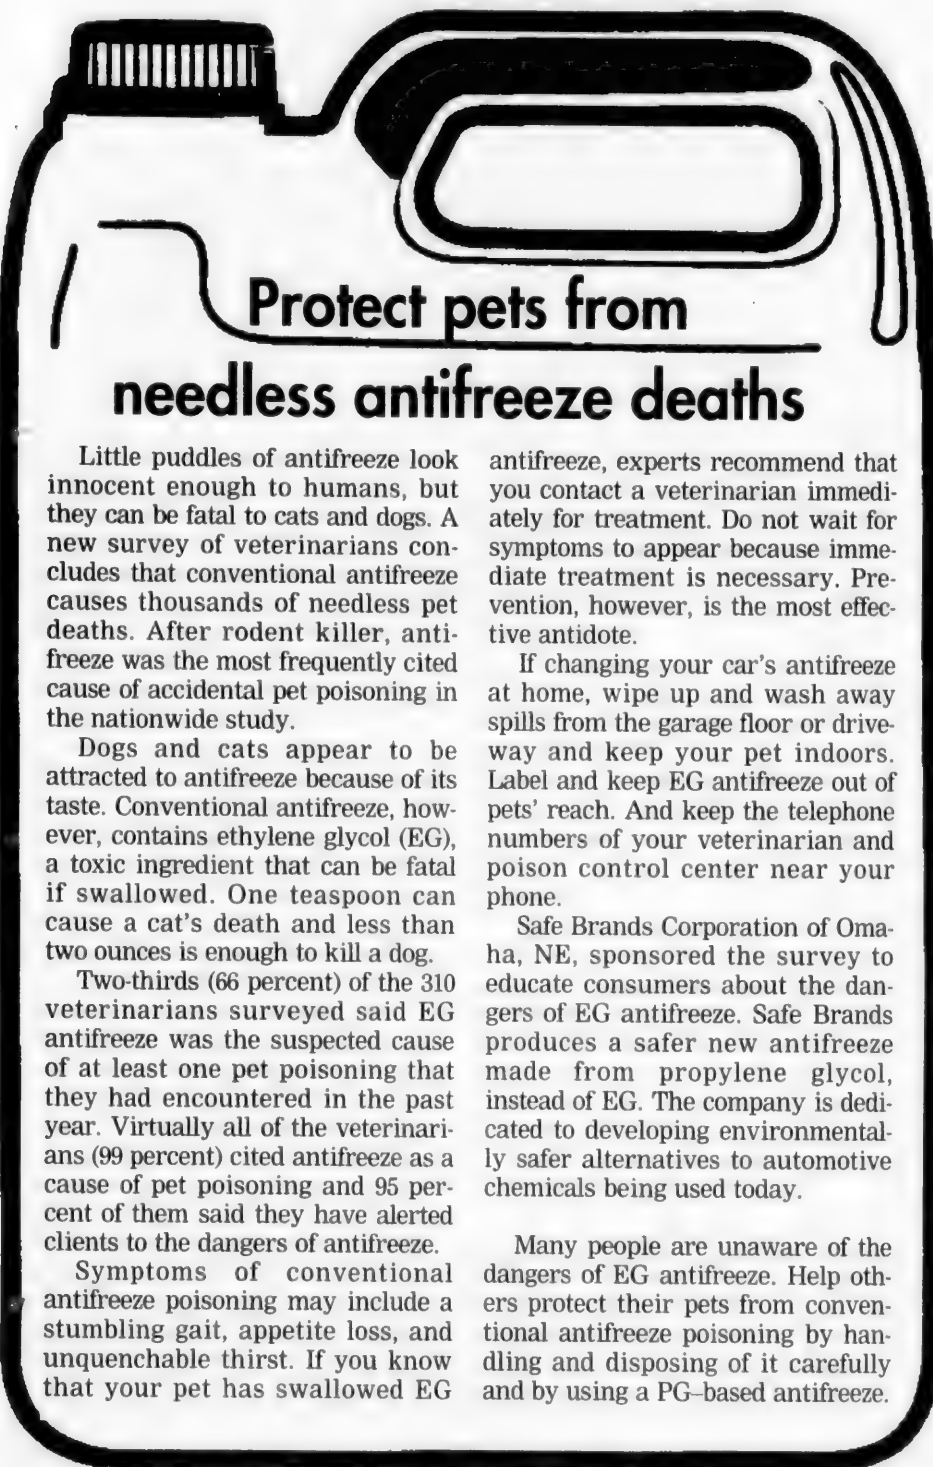 Protect pets from
needless antifreeze deaths
Little puddles of antifreeze look
innocent enough to humans, but
they can be fatal to cats and dogs. A
new survey of veterinarians con-
cludes that conventional antifreeze
causes thousands of needless pet
deaths. After rodent killer, anti-
freeze was the most frequently cited
cause of accidental pet poisoning in
the nationwide study.
Dogs and cats appear to be
attracted to antifreeze because of its
taste. Conventional antifreeze, how-
ever, contains ethylene glycol (EG),
a toxic ingredient that can be fatal
if swallowed. One teaspoon can
cause a cat's death and less than
two ounces is enough to kill a dog.
Two-thirds (66 percent) of the 310
veterinarians surveyed said EG
antifreeze was the suspected cause
of at least one pet poisoning that
they had encountered in the past
year. Virtually all of the veterinari-
ans (99 percent) cited antifreeze as a
cause of pet poisoning and 95 per-
cent of them said they have alerted
clients to the dangers of antifreeze.
Symptoms of conventional
antifreeze poisoning may include a
stumbling gait, appetite loss, and
unquenchable thirst. If you know
that your pet has swallowed EG
antifreeze, experts recommend that
you contact a veterinarian immedi-
ately for treatment. Do not wait for
symptoms to appear because imme-
diate treatment is necessary. Pre-
vention, however, is the most effec-
tive antidote.
If changing your car's antifreeze
at home, wipe up and wash away
spills from the garage floor or drive-
way and keep your pet indoors.
Label and keep EG antifreeze out of
pets' reach. And keep the telephone
numbers of your veterinarian and
poison control center near your
phone.
Safe Brands Corporation of Oma-
ha, NE, sponsored the survey to
educate consumers about the dan-
gers of EG antifreeze. Safe Brands
produces a safer new antifreeze
made from propylene glycol,
instead of EG. The company is dedi-
cated to developing environmental-
ly safer alternatives to automotive
chemicals being used today.
Many people are unaware of the
dangers of EG antifreeze. Help oth-
ers protect their pets from conven-
tional antifreeze poisoning by han-
dling and disposing of it carefully
and by using a PG–based antifreeze.